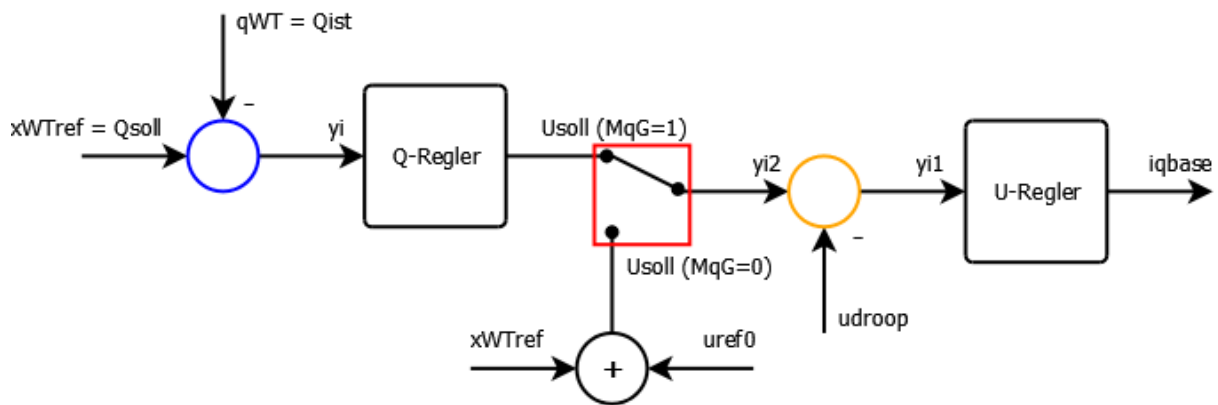 qWT = Qist
-
xWTref = Qsoll
yi
Q-Regler
Usoll (MqG=1)
yi2
yi1
U-Regler
iqbase
-
Usoll (MqG=0)
udroop
xWTref
+
uref0